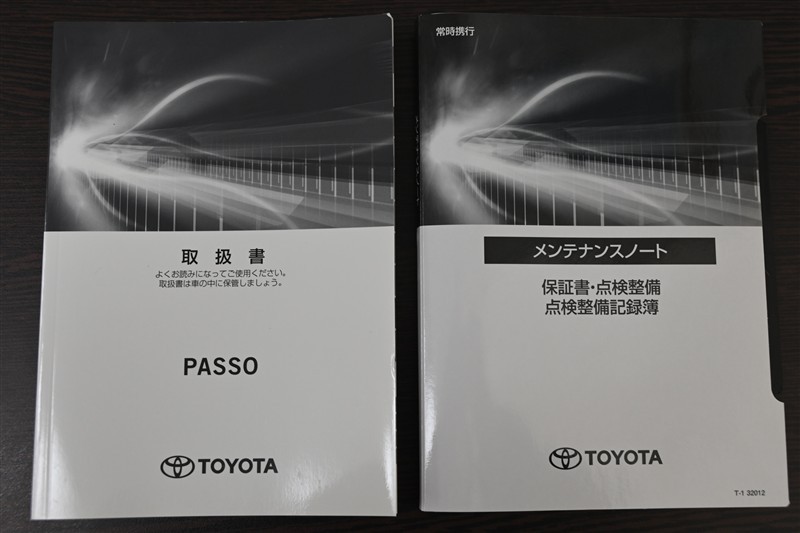 取扱書
よくお読みになってご使用ください。
取扱書は車の中に保管しましょう。
PASSO
TOYOTA
常時携行
メンテナンスノート
保証書・点検整備
点検整備記録簿
TOYOTA
T-1 32012